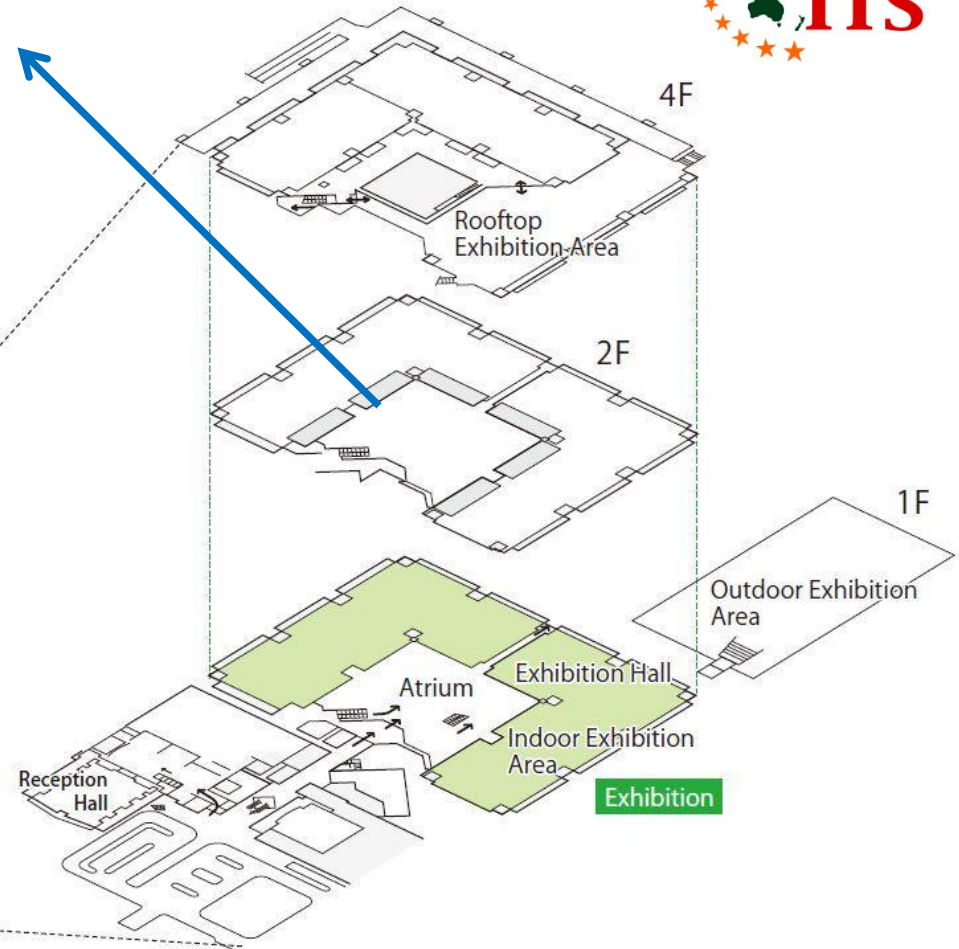 ITS
4F
Rooftop
Exhibition Area
2F
1F
Outdoor Exhibition
Area
Exhibition Hall
Atrium
Indoor Exhibition
Area
Reception
Hall
Exhibition